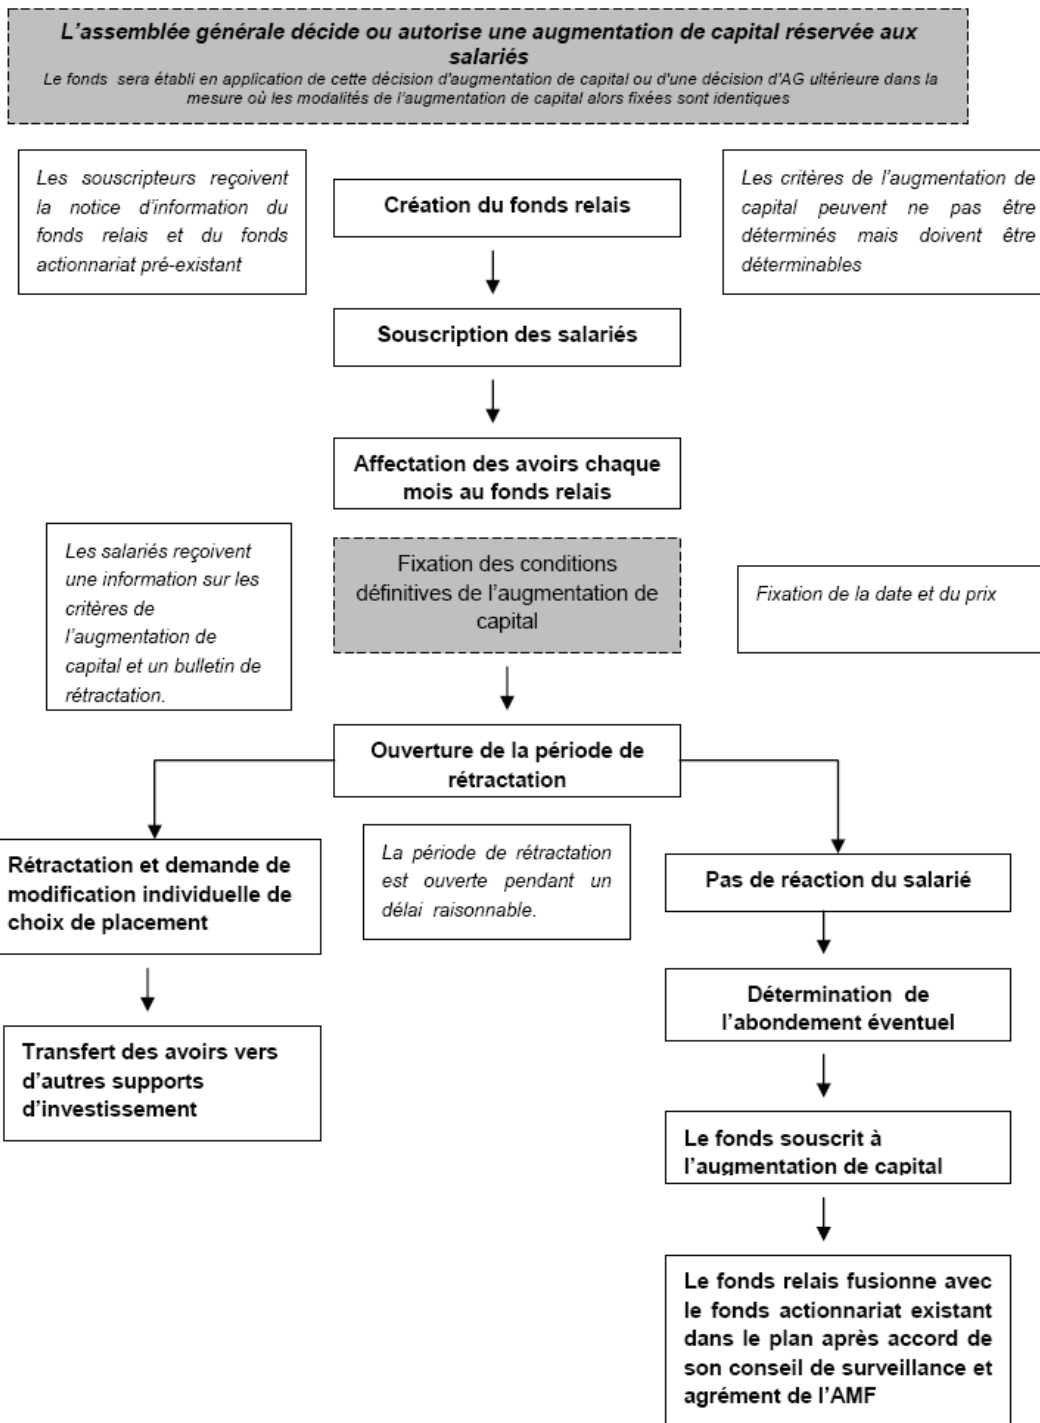 L'assemblée générale décide ou autorise une augmentation de capital réservée aux
salariés
Le fonds sera établi en application de cette décision d'augmentation de capital ou d'une décision d'AG ultérieure dans la
mesure où les modalités de l'augmentation de capital alors fixées sont identiques
Les souscripteurs reçoivent
la notice d'information du
fonds relais et du fonds
actionnariat pré-existant
Création du fonds relais
Les critères de l'augmentation de
capital peuvent ne pas être
déterminés mais doivent être
déterminables
Souscription des salariés
Affectation des avoirs chaque
mois au fonds relais
Les salariés reçoivent
une information sur les
critères de
l'augmentation de
capital et un bulletin de
rétractation.
Fixation des conditions
définitives de l'augmentation de
capital
Fixation de la date et du prix
Ouverture de la période de
rétractation
Rétractation et demande de
modification individuelle de
choix de placement
La période de rétractation
est ouverte pendant un
délai raisonnable.
Pas de réaction du salarié
Transfert des avoirs vers
d'autres supports
d'investissement
Détermination de
l'abondement éventuel
Le fonds souscrit à
l'augmentation de capital
Le fonds relais fusionne avec
le fonds actionnariat existant
dans le plan après accord de
son conseil de surveillance et
agrément de l'AMF